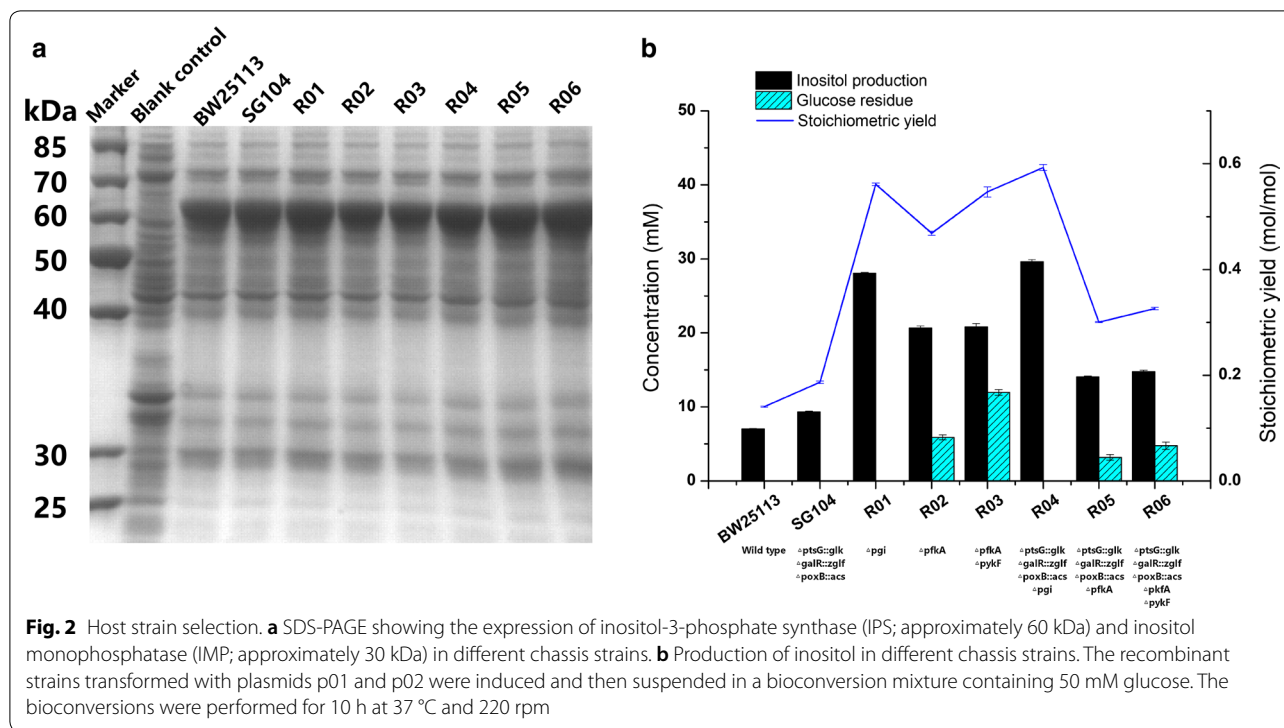 a
kDa
Marker
Blank control
BW25113
SG104
R01
R02
R03
R04
R05
R06
85
70
60
50
40
30
25
b
Inositol production
Glucose residue
Stoichiometric yield
Concentration (mM)
50
40
30
20
10
0
Stoichiometric yield (mol/mol)
0.6
0.4
0.2
0.0
BW25113
SG104
R01
R02
R03
R04
R05
R06
Wild type
△ptsG::glk
△galR::zglf
△poxB::acs
△pgi
△pfkA
△pfkA
△pykF
△ptsG::glk
△galR::zglf
△poxB::acs
△pgi
△ptsG::glk
△galR::zglf
△poxB::acs
△pfkA
△ptsG::glk
△galR::zglf
△poxB::acs
△pkfA
△pykF
Fig. 2 Host strain selection. a SDS-PAGE showing the expression of inositol-3-phosphate synthase (IPS; approximately 60 kDa) and inositol
monophosphatase (IMP; approximately 30 kDa) in different chassis strains. b Production of inositol in different chassis strains. The recombinant
strains transformed with plasmids p01 and p02 were induced and then suspended in a bioconversion mixture containing 50 mM glucose. The
bioconversions were performed for 10 h at 37 °C and 220 rpm